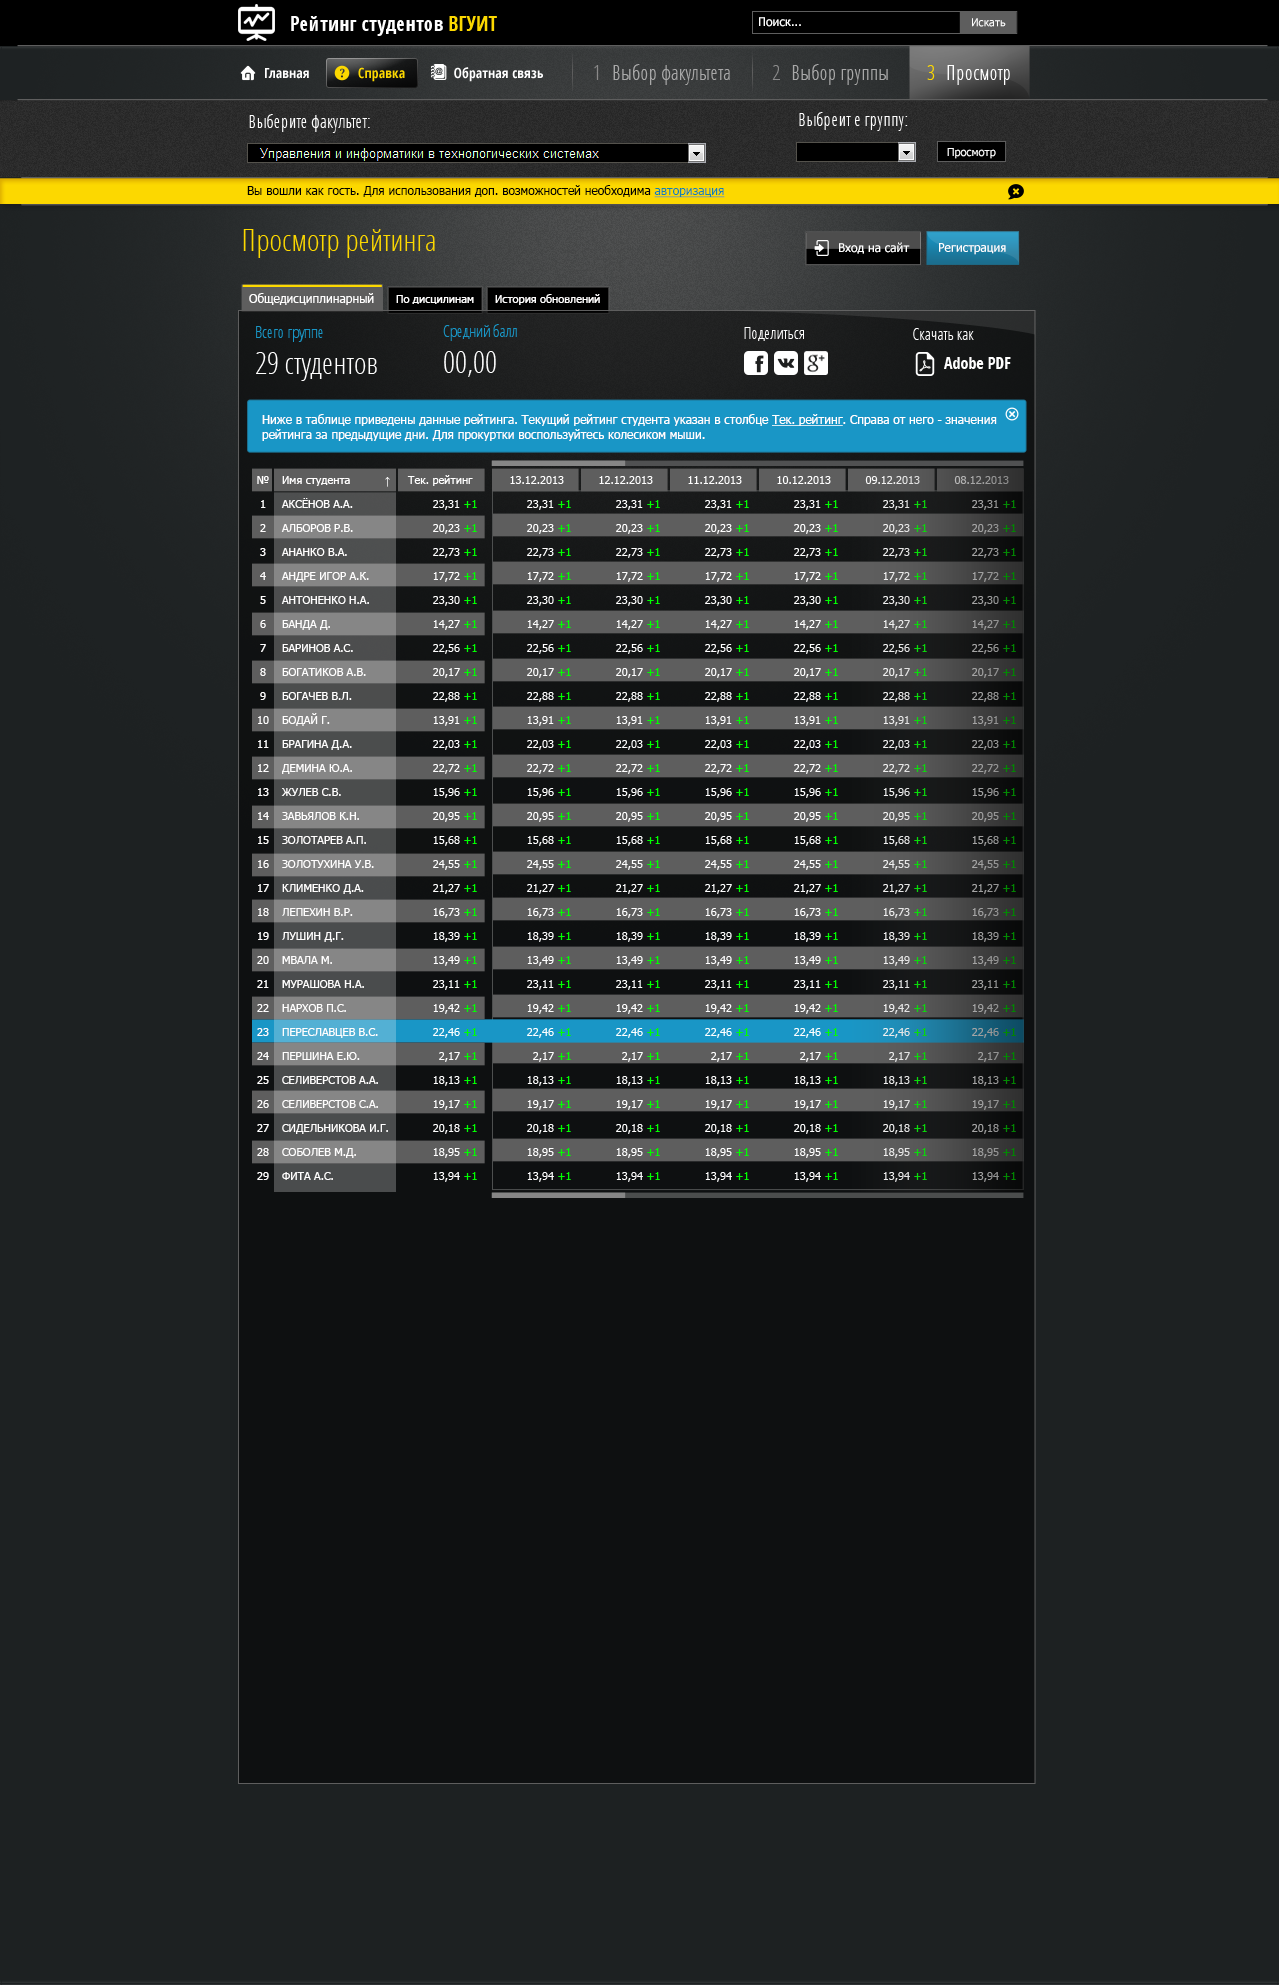 Рейтинг студентов ВГУИТ
Поиск... Искать
Главная Справка Обратная связь 1 Выбор факультета 2 Выбор группы 3 Просмотр
Выберите факультет: Выбреит е группу:
Управления и информатики в технологических системах Просмотр
Вы вошли как гость. Для использования доп. возможностей необходима авторизация
Просмотр рейтинга Вход на сайт Регистрация
Общедисциплинарный По дисцилинам История обновлений
Всего группе Средний балл Поделиться Скачать как
29 студентов 00,00 Adobe PDF
Ниже в таблице приведены данные рейтинга. Текущий рейтинг студента указан в столбце Тек. рейтинг. Справа от него - значения
рейтинга за предыдущие дни. Для прокуртки воспользуйтесь колесиком мыши.
№ Имя студента ↑ Тек. рейтинг 13.12.2013 12.12.2013 11.12.2013 10.12.2013 09.12.2013 08.12.2013
1 АКСЁНОВ А.А. 23,31 +1 23,31 +1 23,31 +1 23,31 +1 23,31 +1 23,31 +1 23,31 +1
2 АЛБОРОВ Р.В. 20,23 +1 20,23 +1 20,23 +1 20,23 +1 20,23 +1 20,23 +1 20,23 +1
3 АНАНКО В.А. 22,73 +1 22,73 +1 22,73 +1 22,73 +1 22,73 +1 22,73 +1 22,73 +1
4 АНДРЕ ИГОР А.К. 17,72 +1 17,72 +1 17,72 +1 17,72 +1 17,72 +1 17,72 +1 17,72 +1
5 АНТОНЕНКО Н.А. 23,30 +1 23,30 +1 23,30 +1 23,30 +1 23,30 +1 23,30 +1 23,30 +1
6 БАНДА Д. 14,27 +1 14,27 +1 14,27 +1 14,27 +1 14,27 +1 14,27 +1 14,27 +1
7 БАРИНОВ А.С. 22,56 +1 22,56 +1 22,56 +1 22,56 +1 22,56 +1 22,56 +1 22,56 +1
8 БОГАТИКОВ А.В. 20,17 +1 20,17 +1 20,17 +1 20,17 +1 20,17 +1 20,17 +1 20,17 +1
9 БОГАЧЕВ В.Л. 22,88 +1 22,88 +1 22,88 +1 22,88 +1 22,88 +1 22,88 +1 22,88 +1
10 БОДАЙ Г. 13,91 +1 13,91 +1 13,91 +1 13,91 +1 13,91 +1 13,91 +1 13,91 +1
11 БРАГИНА Д.А. 22,03 +1 22,03 +1 22,03 +1 22,03 +1 22,03 +1 22,03 +1 22,03 +1
12 ДЕМИНА Ю.А. 22,72 +1 22,72 +1 22,72 +1 22,72 +1 22,72 +1 22,72 +1 22,72 +1
13 ЖУЛЕВ С.В. 15,96 +1 15,96 +1 15,96 +1 15,96 +1 15,96 +1 15,96 +1 15,96 +1
14 ЗАВЬЯЛОВ К.Н. 20,95 +1 20,95 +1 20,95 +1 20,95 +1 20,95 +1 20,95 +1 20,95 +1
15 ЗОЛОТАРЕВ А.П. 15,68 +1 15,68 +1 15,68 +1 15,68 +1 15,68 +1 15,68 +1 15,68 +1
16 ЗОЛОТУХИНА У.В. 24,55 +1 24,55 +1 24,55 +1 24,55 +1 24,55 +1 24,55 +1 24,55 +1
17 КЛИМЕНКО Д.А. 21,27 +1 21,27 +1 21,27 +1 21,27 +1 21,27 +1 21,27 +1 21,27 +1
18 ЛЕПЕХИН В.Р. 16,73 +1 16,73 +1 16,73 +1 16,73 +1 16,73 +1 16,73 +1 16,73 +1
19 ЛУШИН Д.Г. 18,39 +1 18,39 +1 18,39 +1 18,39 +1 18,39 +1 18,39 +1 18,39 +1
20 МВАЛА М. 13,49 +1 13,49 +1 13,49 +1 13,49 +1 13,49 +1 13,49 +1 13,49 +1
21 МУРАШОВА Н.А. 23,11 +1 23,11 +1 23,11 +1 23,11 +1 23,11 +1 23,11 +1 23,11 +1
22 НАРХОВ П.С. 19,42 +1 19,42 +1 19,42 +1 19,42 +1 19,42 +1 19,42 +1 19,42 +1
23 ПЕРЕСЛАВЦЕВ В.С. 22,46 +1 22,46 +1 22,46 +1 22,46 +1 22,46 +1 22,46 +1 22,46 +1
24 ПЕРШИНА Е.Ю. 2,17 +1 2,17 +1 2,17 +1 2,17 +1 2,17 +1 2,17 +1 2,17 +1
25 СЕЛИВЕРСТОВ А.А. 18,13 +1 18,13 +1 18,13 +1 18,13 +1 18,13 +1 18,13 +1 18,13 +1
26 СЕЛИВЕРСТОВ С.А. 19,17 +1 19,17 +1 19,17 +1 19,17 +1 19,17 +1 19,17 +1 19,17 +1
27 СИДЕЛЬНИКОВА И.Г. 20,18 +1 20,18 +1 20,18 +1 20,18 +1 20,18 +1 20,18 +1 20,18 +1
28 СОБОЛЕВ М.Д. 18,95 +1 18,95 +1 18,95 +1 18,95 +1 18,95 +1 18,95 +1 18,95 +1
29 ФИТА А.С. 13,94 +1 13,94 +1 13,94 +1 13,94 +1 13,94 +1 13,94 +1 13,94 +1